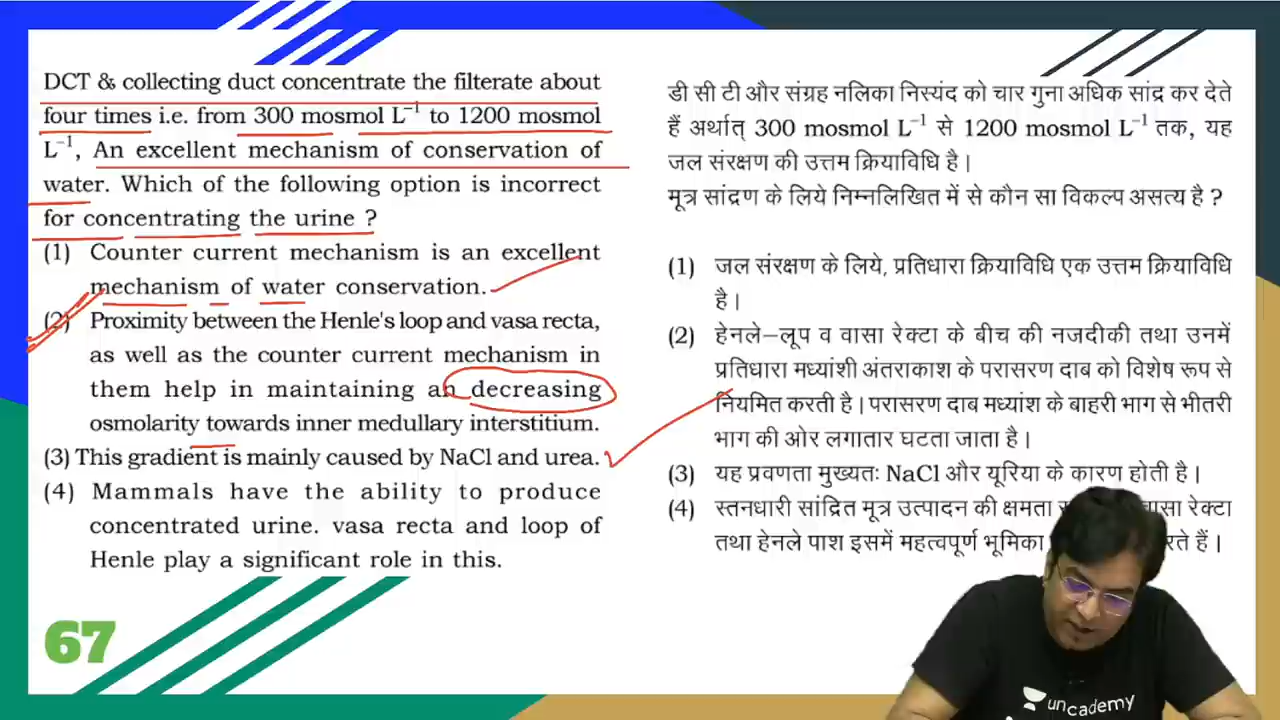 DCT & collecting duct concentrate the filterate about
four times i.e. from 300 mosmol L⁻¹ to 1200 mosmol
L⁻¹, An excellent mechanism of conservation of
water. Which of the following option is incorrect
for concentrating the urine ?
(1) Counter current mechanism is an excellent
mechanism of water conservation.
(2) Proximity between the Henle's loop and vasa recta,
as well as the counter current mechanism in
them help in maintaining an decreasing
osmolarity towards inner medullary interstitium.
(3) This gradient is mainly caused by NaCl and urea.
(4) Mammals have the ability to produce
concentrated urine. vasa recta and loop of
Henle play a significant role in this.
67
डी सी टी और संग्रह नलिका निस्यंद को चार गुना अधिक सांद्र कर देते
हैं अर्थात् 300 mosmol L⁻¹ से 1200 mosmol L⁻¹ तक, यह
जल संरक्षण की उत्तम क्रियाविधि है।
मूत्र सांद्रण के लिये निम्नलिखित में से कौन सा विकल्प असत्य है ?
(1) जल संरक्षण के लिये, प्रतिधारा क्रियाविधि एक उत्तम क्रियाविधि
है।
(2) हेनले–लूप व वासा रेक्टा के बीच की नजदीकी तथा उनमें
प्रतिधारा मध्यांशी अंतराकाश के परासरण दाब को विशेष रूप से
नियमित करती है। परासरण दाब मध्यांश के बाहरी भाग से भीतरी
भाग की ओर लगातार घटता जाता है।
(3) यह प्रवणता मुख्यतः NaCl और यूरिया के कारण होती है।
(4) स्तनधारी सांद्रित मूत्र उत्पादन की क्षमता रेक्टा
तथा हेनले पाश इसमें महत्वपूर्ण भूमिका हैं।
unacademy